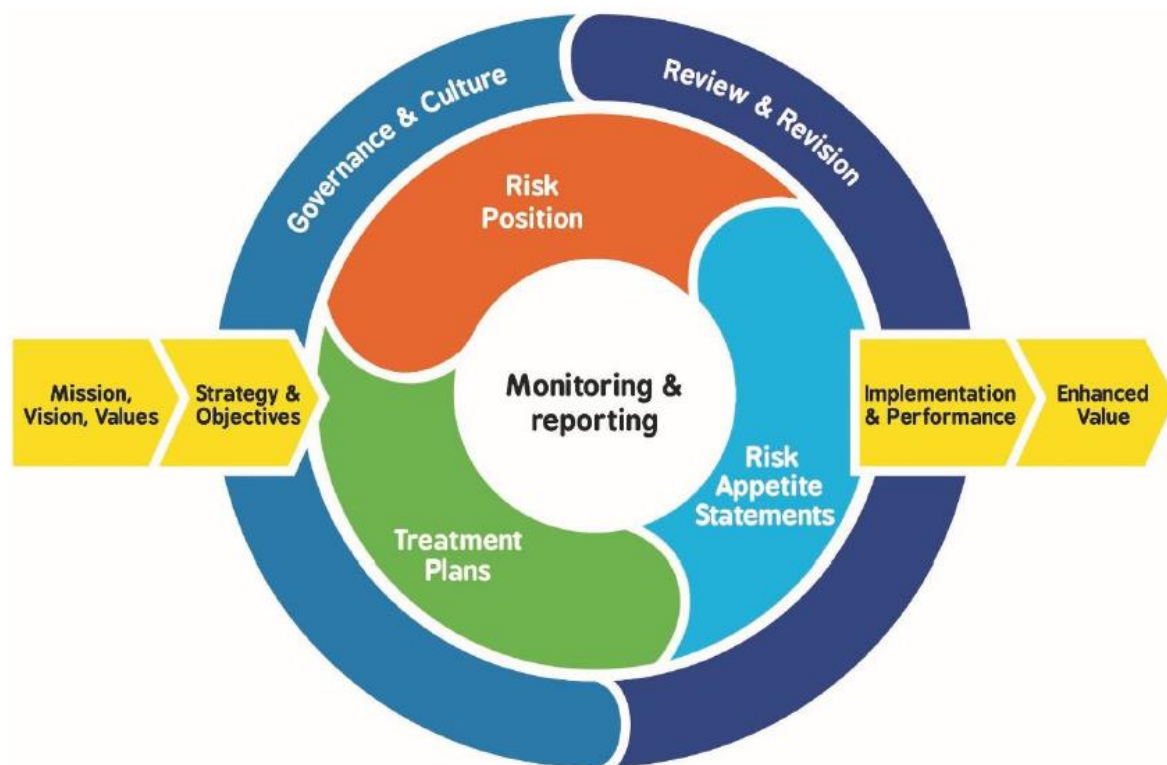 Governance & Culture
Review & Revision
Risk
Position
Mission,
Vision, Values
Strategy &
Objectives
Monitoring &
reporting
Implementation
& Performance
Enhanced
Value
Risk
Appetite
Statements
Treatment
Plans